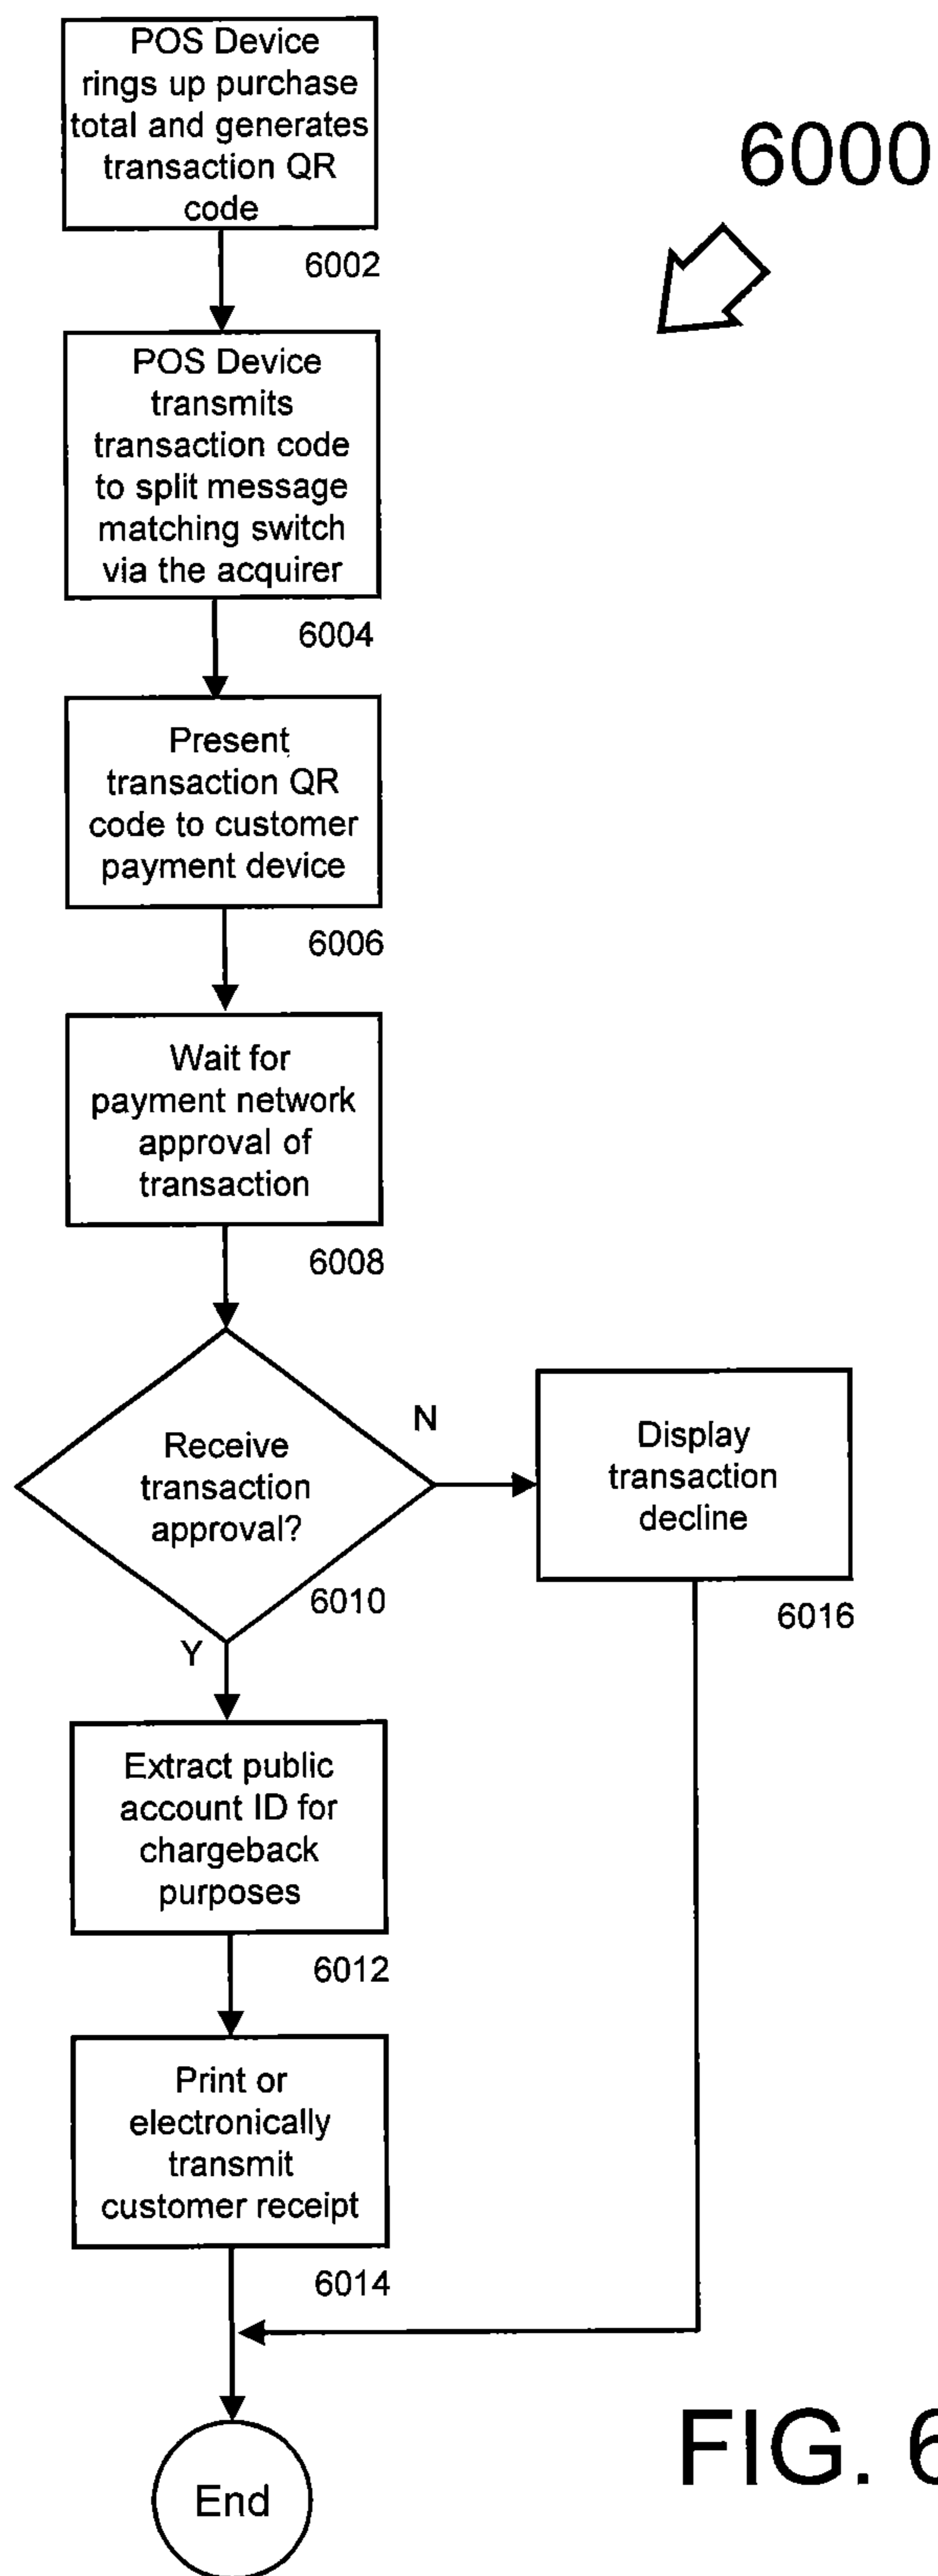 POS Device
rings up purchase
total and generates
transaction QR
code
6000
6002
POS Device
transmits
transaction code
to split message
matching switch
via the acquirer
6004
Present
transaction QR
code to customer
payment device
6006
Wait for
payment network
approval of
transaction
6008
Receive
transaction
approval?
6010
N
Display
transaction
decline
6016
Y
Extract public
account ID for
chargeback
purposes
6012
Print or
electronically
transmit
customer receipt
6014
FIG. 6
End